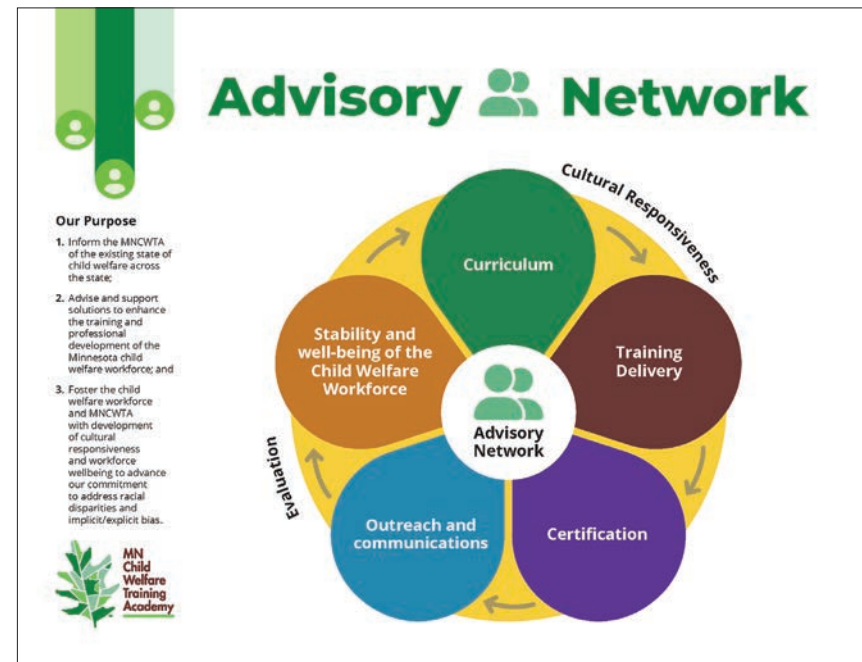 Advisory Network
Our Purpose
1. Inform the MNCWTA
of the existing state of
child welfare across
the state;
2. Advise and support
solutions to enhance
the training and
professional
development of the
Minnesota child
welfare workforce; and
3. Foster the child
welfare workforce
and MNCWTA
with development
of cultural
responsiveness
and workforce
wellbeing to advance
our commitment
to address racial
disparities and
implicit/explicit bias.
MN
Child
Welfare
Training
Academy
Cultural Responsiveness
Curriculum
Training
Delivery
Certification
Outreach and
communications
Evaluation
Stability and
well-being of the
Child Welfare
Workforce
Advisory
Network